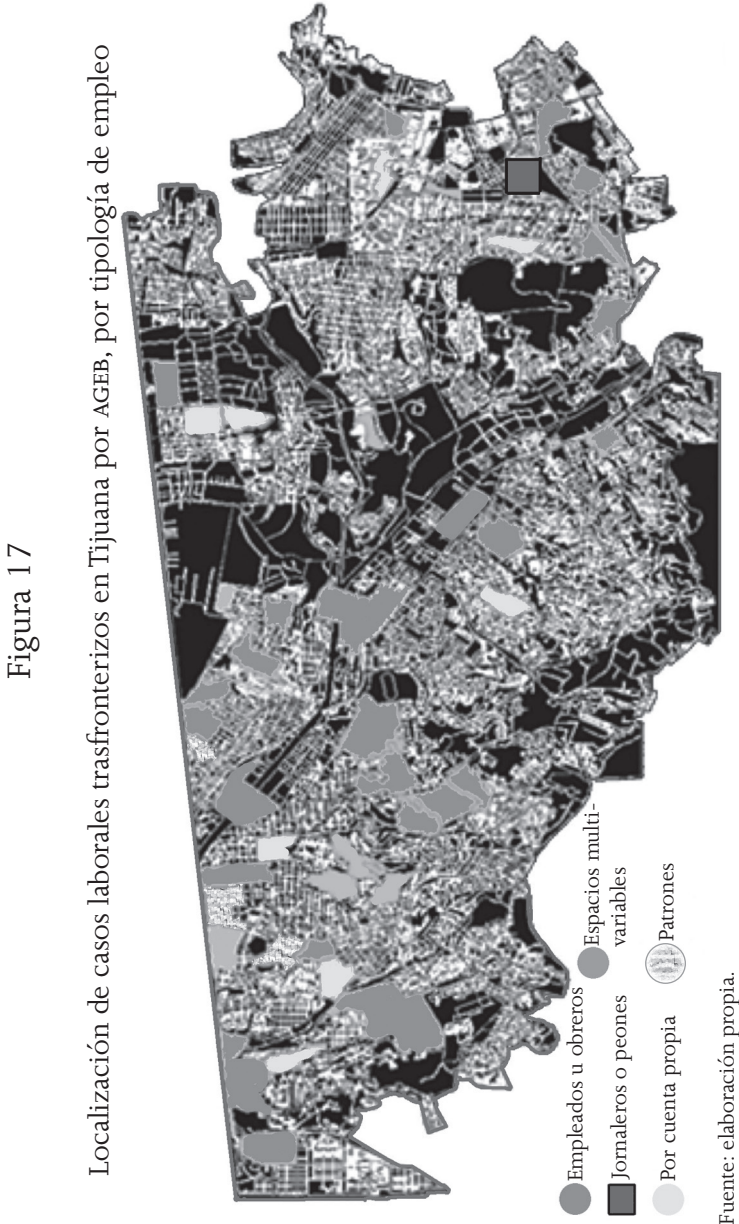 Figura 17
Localización de casos laborales trasfronterizos en Tijuana por AGEB, por tipología de empleo
Empleados u obreros
Espacios multi-
variables
Jornaleros o peones
Por cuenta propia
Patrones
Fuente: elaboración propia.